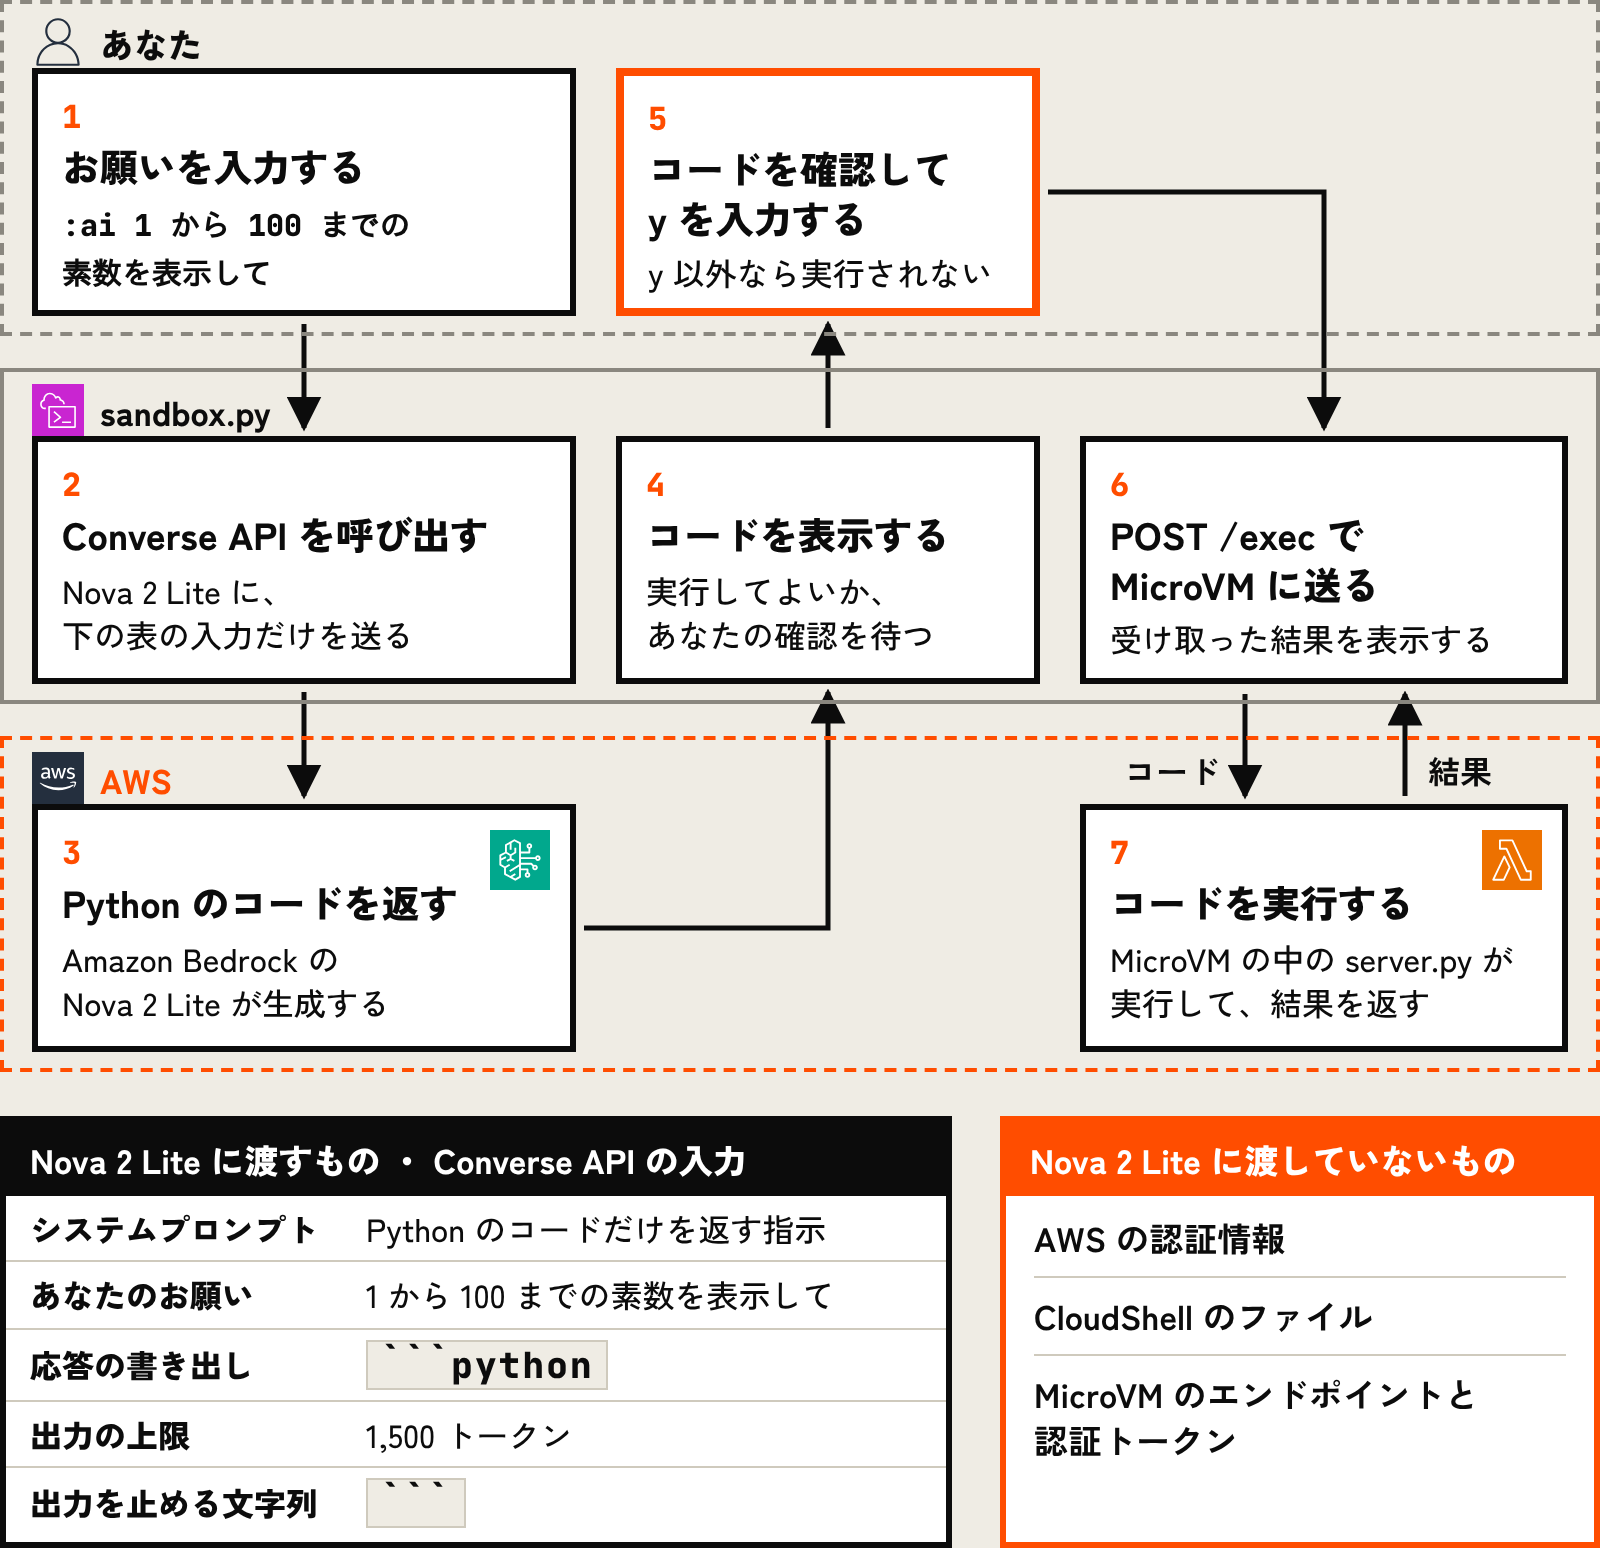 あなた
1
お願いを入力する
:ai 1 から 100 までの
素数を表示して
5
コードを確認して
y を入力する
y 以外なら実行されない
sandbox.py
2
Converse API を呼び出す
Nova 2 Lite に、
下の表の入力だけを送る
4
コードを表示する
実行してよいか、
あなたの確認を待つ
6
POST /exec で
MicroVM に送る
受け取った結果を表示する
aws
AWS
コード
結果
3
Python のコードを返す
Amazon Bedrock の
Nova 2 Lite が生成する
7
コードを実行する
MicroVM の中の server.py が
実行して、結果を返す
Nova 2 Lite に渡すもの ・ Converse API の入力
システムプロンプト Python のコードだけを返す指示
あなたのお願い 1 から 100 までの素数を表示して
応答の書き出し ```python
出力の上限 1,500 トークン
出力を止める文字列 ```
Nova 2 Lite に渡していないもの
AWS の認証情報
CloudShell のファイル
MicroVM のエンドポイントと
認証トークン